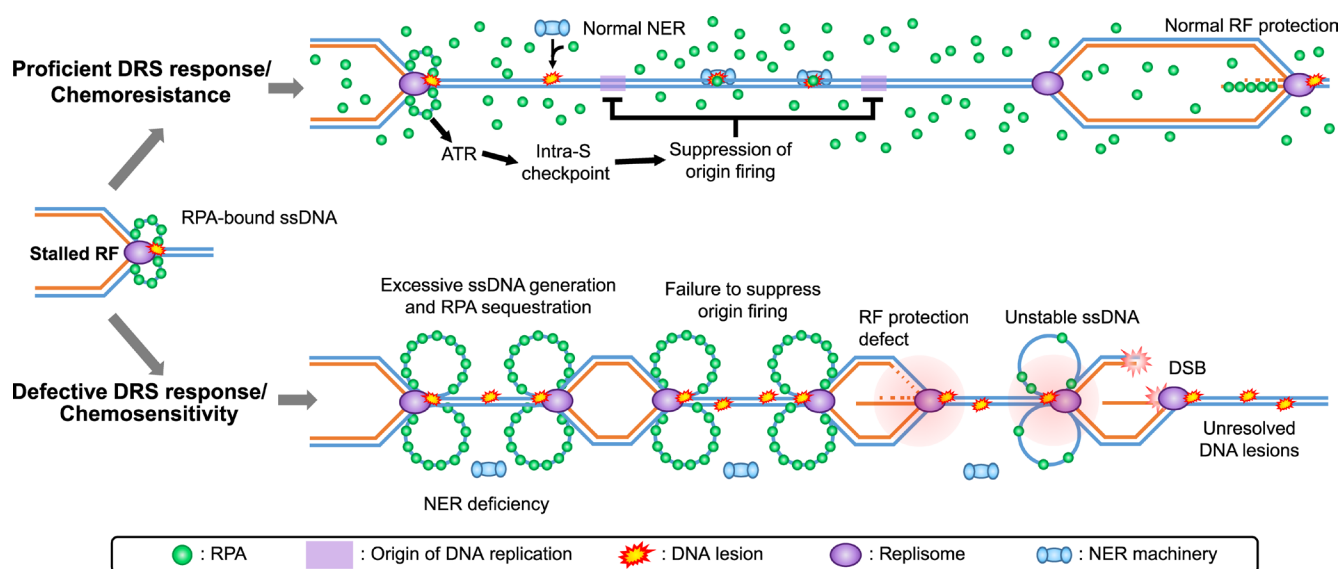 Proficient DRS response/
Chemoresistance
Normal NER
Normal RF protection
ATR
Intra-S
checkpoint
Suppression of
origin firing
RPA-bound ssDNA
Stalled RF
Defective DRS response/
Chemosensitivity
Excessive ssDNA generation
and RPA sequestration
Failure to suppress
origin firing
RF protection
defect
Unstable ssDNA
DSB
Unresolved
DNA lesions
NER deficiency
: RPA
: Origin of DNA replication
: DNA lesion
: Replisome
: NER machinery